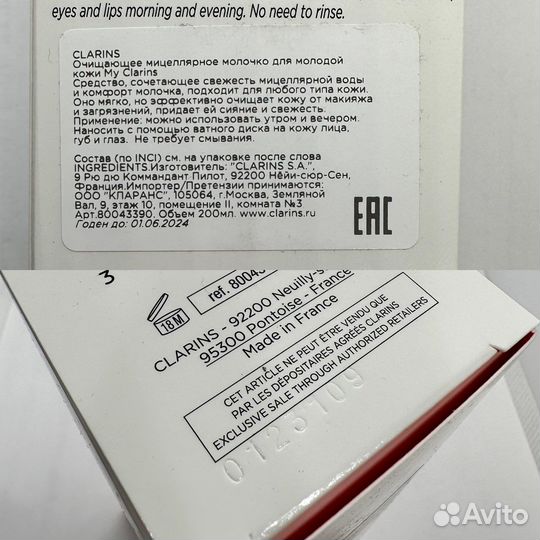 eyes and lips morning and evening. No need to rinse.
CLARINS
Очищающее мицеллярное молочко для молодой
кожи My Clarins
Средство, сочетающее свежесть мицеллярной воды
и комфорт молочка, подходит для любого типа кожи.
Оно мягко, но эффективно очищает кожу от макияжа
и загрязнений, придает ей сияние и свежесть.
Применение: можно использовать утром и вечером.
Наносить с помощью ватного диска на кожу лица,
губ и глаз. Не требует смывания.
Состав (по INCI) см. на упаковке после слова
INGREDIENTS.Изготовитель: "CLARINS S.A.",
9 Рю дю Коммандант Пилот, 92200 Нёйи-сюр-Сен,
Франция.Импортер/Претензии принимаются:
ООО "КЛАРАНС", 105064, г.Москва, Земляной
Вал, 9, этаж 10, помещение II, комната №3
Арт.80043390. Объем 200мл. www.clarins.ru
Годен до: 01.06.2024
EAC
3
18 M
ref. 80043
CLARINS - 92200 Neuilly-s
95300 Pontoise - France
Made in France
CET ARTICLE NE PEUT ÊTRE VENDU QUE
PAR LES DÉPOSITAIRES AGRÉÉS CLARINS
EXCLUSIVE SALE THROUGH AUTHORIZED RETAILERS
0123109
Avito